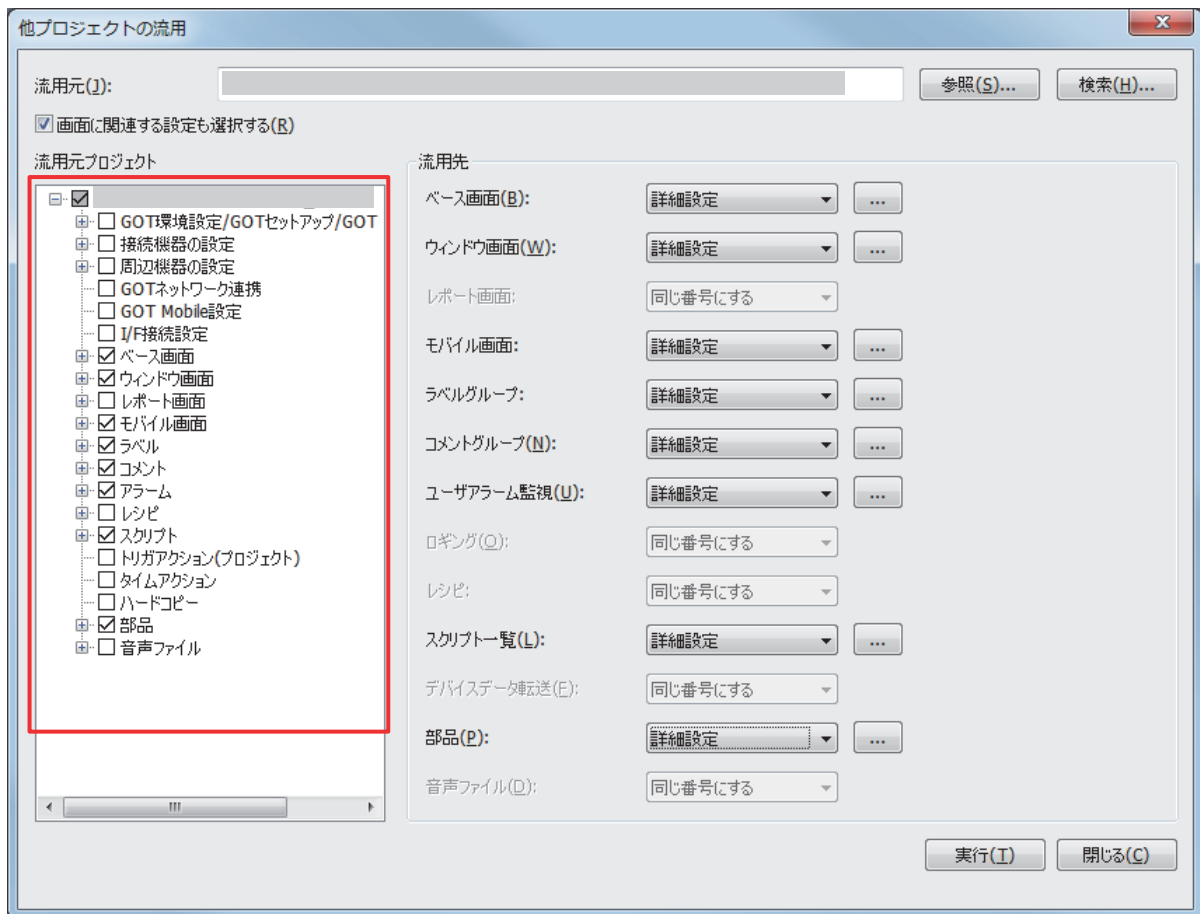 他プロジェクトの流用
流用元(J):
参照(S)...
検索(H)...
画面に関連する設定も選択する(R)
流用元プロジェクト
GOT環境設定/GOTセットアップ/GOT
接続機器の設定
周辺機器の設定
GOTネットワーク連携
GOT Mobile設定
I/F接続設定
ベース画面
ウィンドウ画面
レポート画面
モバイル画面
ラベル
コメント
アラーム
レシピ
スクリプト
トリガアクション(プロジェクト)
タイムアクション
ハードコピー
部品
音声ファイル
流用先
ベース画面(B): 詳細設定 ...
ウィンドウ画面(W): 詳細設定 ...
レポート画面: 同じ番号にする
モバイル画面: 詳細設定 ...
ラベルグループ: 詳細設定 ...
コメントグループ(N): 詳細設定 ...
ユーザアラーム監視(U): 詳細設定 ...
ロギング(O): 同じ番号にする
レシピ: 同じ番号にする
スクリプト一覧(L): 詳細設定 ...
デバイスデータ転送(E): 同じ番号にする
部品(P): 詳細設定 ...
音声ファイル(D): 同じ番号にする
実行(T)
閉じる(C)